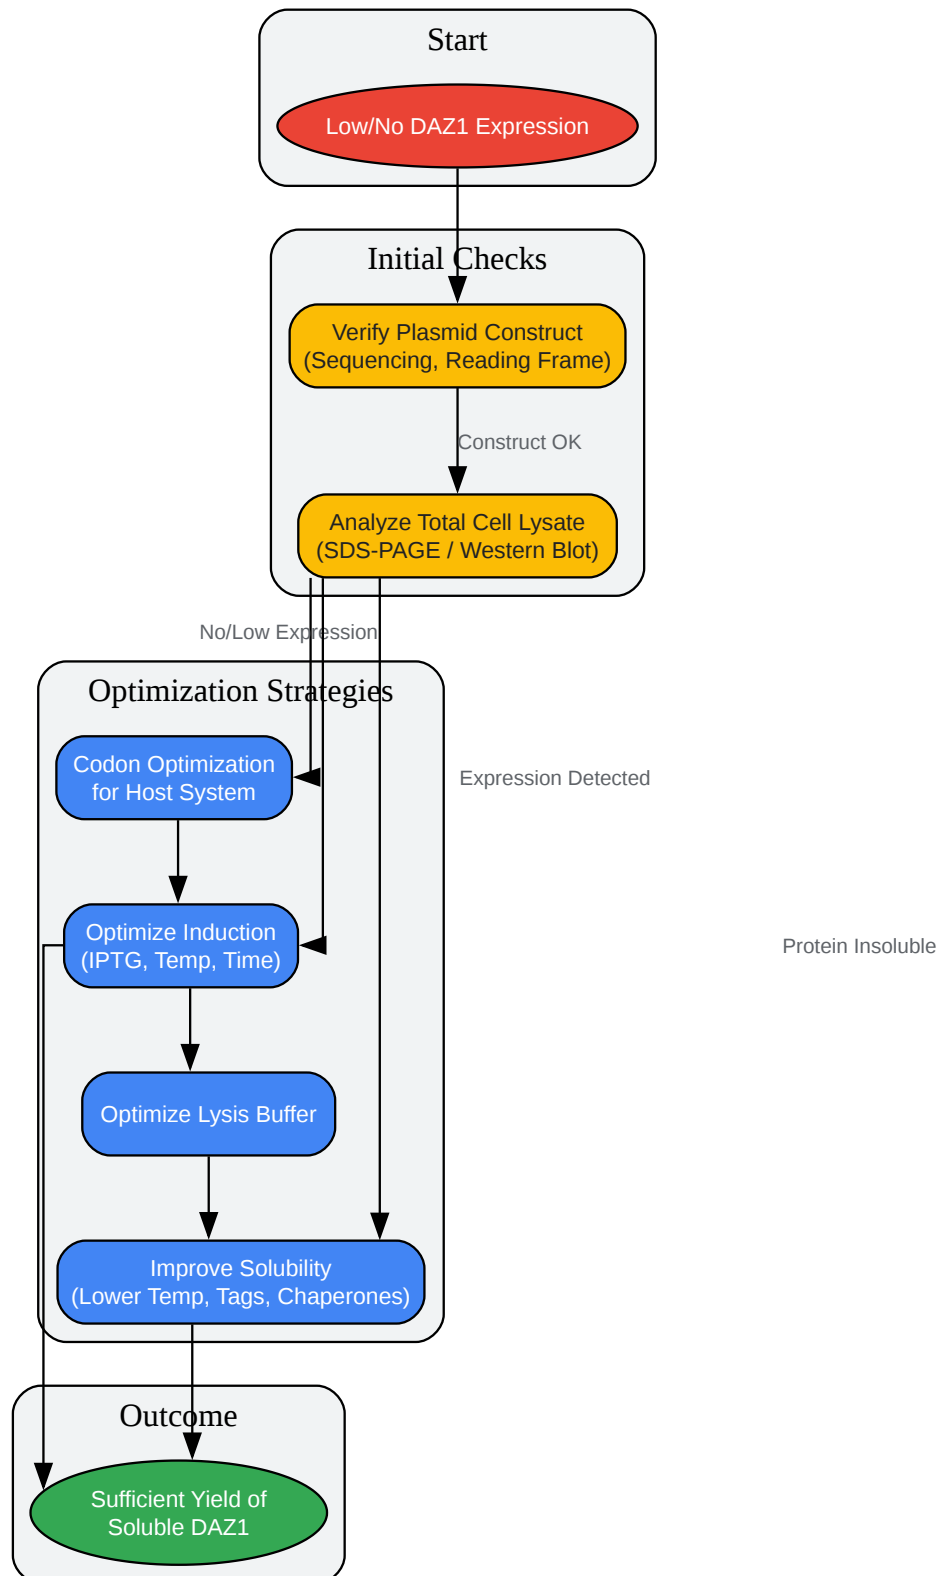 Start
Low/No DAZ1 Expression
Initial Checks
Verify Plasmid Construct
(Sequencing, Reading Frame)
Construct OK
Analyze Total Cell Lysate
(SDS-PAGE / Western Blot)
No/Low Expression
Optimization Strategies
Codon Optimization
for Host System
Expression Detected
Optimize Induction
(IPTG, Temp, Time)
Protein Insoluble
Optimize Lysis Buffer
Improve Solubility
(Lower Temp, Tags, Chaperones)
Outcome
Sufficient Yield of
Soluble DAZ1